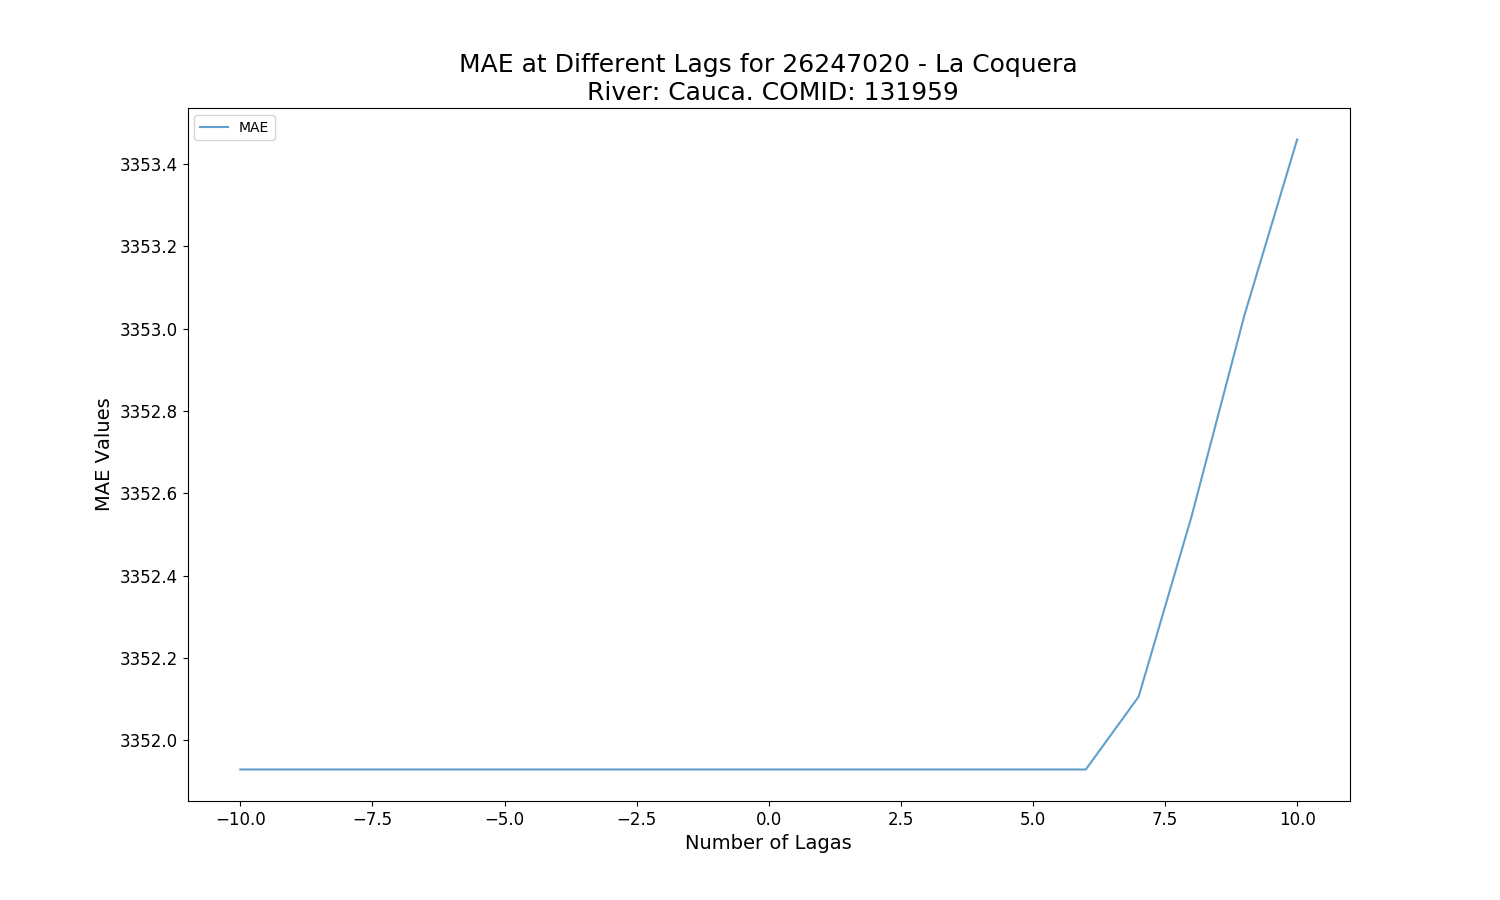 MAE at Different Lags for 26247020 - La Coquera
River: Cauca. COMID: 131959
MAE
3353.4
3353.2
3353.0
3352.8
3352.6
3352.4
3352.2
3352.0
MAE Values
−10.0 −7.5 −5.0 −2.5 0.0 2.5 5.0 7.5 10.0
Number of Lagas